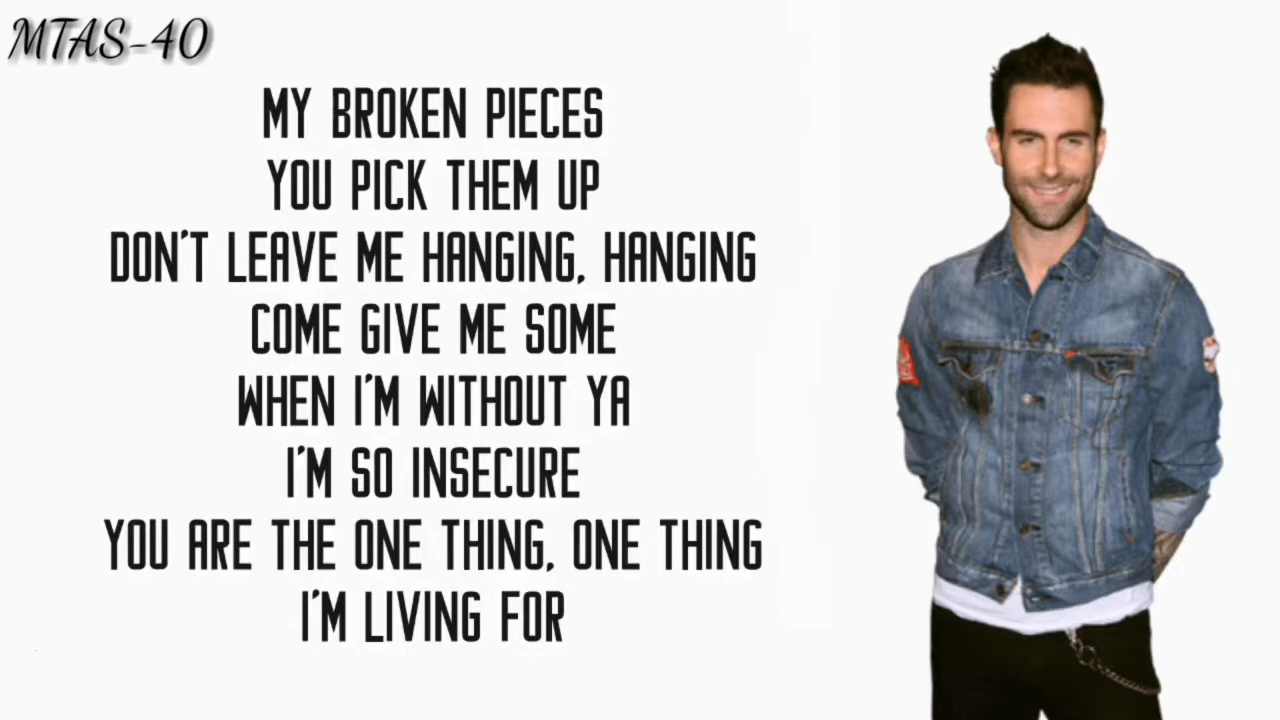 MTAS-40
MY BROKEN PIECES
YOU PICK THEM UP
DON'T LEAVE ME HANGING, HANGING
COME GIVE ME SOME
WHEN I'M WITHOUT YA
I'M SO INSECURE
YOU ARE THE ONE THING, ONE THING
I'M LIVING FOR